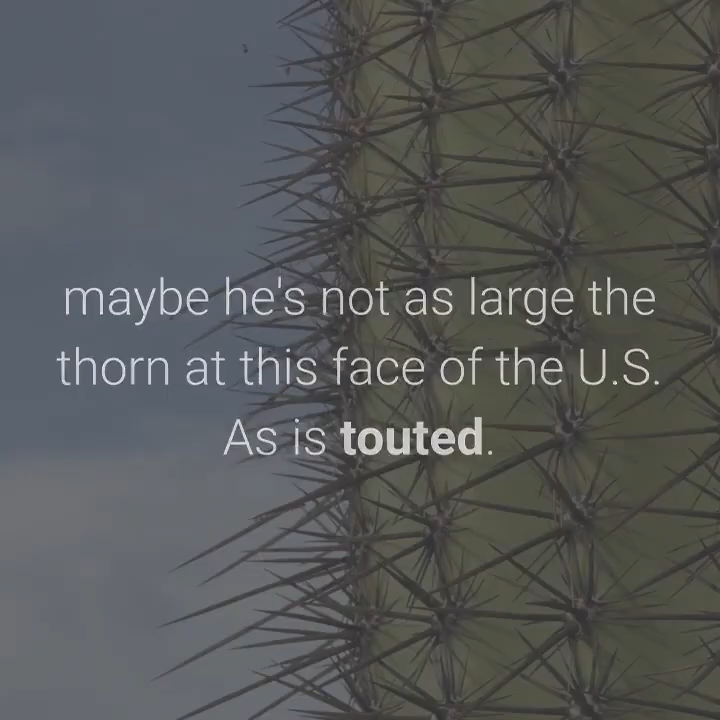 maybe he's not as large the
thorn at this face of the U.S.
As is touted.